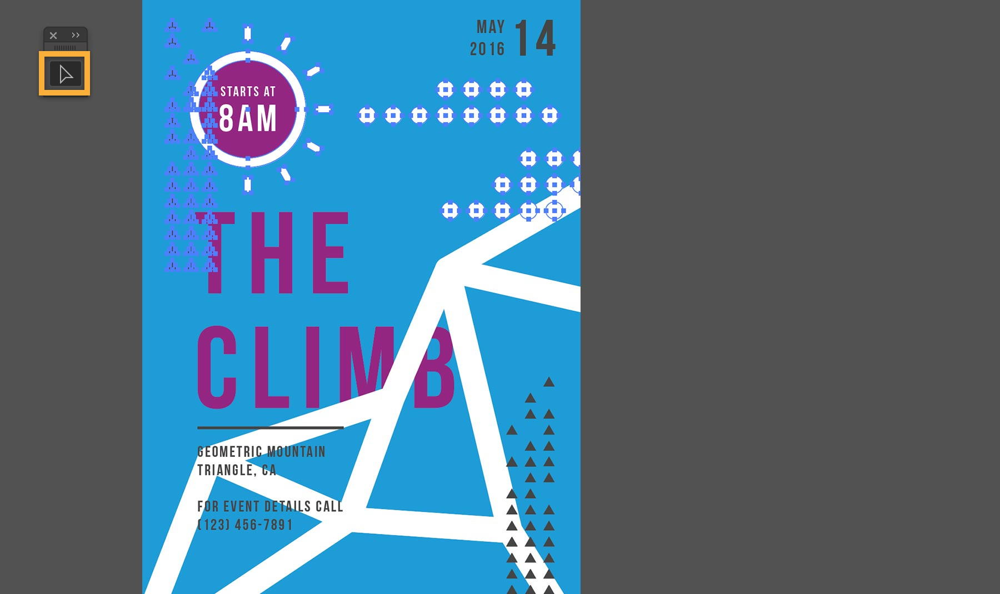 MAY
2016
14
STARTS AT
8AM
THE
CLIMB
GEOMETRIC MOUNTAIN
TRIANGLE, CA
FOR EVENT DETAILS CALL
(123) 456-7891